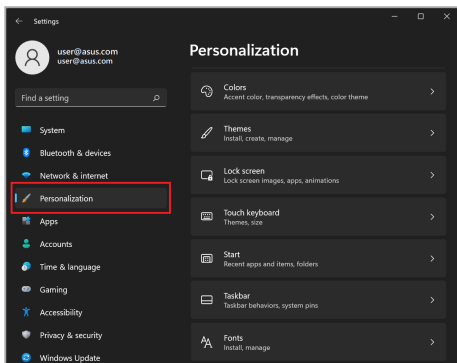 Settings
user@asus.com
user@asus.com
Find a setting
System
Bluetooth & devices
Network & internet
Personalization
Apps
Accounts
Time & language
Gaming
Accessibility
Privacy & security
Windows Update
Personalization
Colors
Accent color, transparency effects, color theme
Themes
Install, create, manage
Lock screen
Lock screen images, apps, animations
Touch keyboard
Themes, size
Start
Recent apps and items, folders
Taskbar
Taskbar behaviors, system pins
Fonts
Install, manage